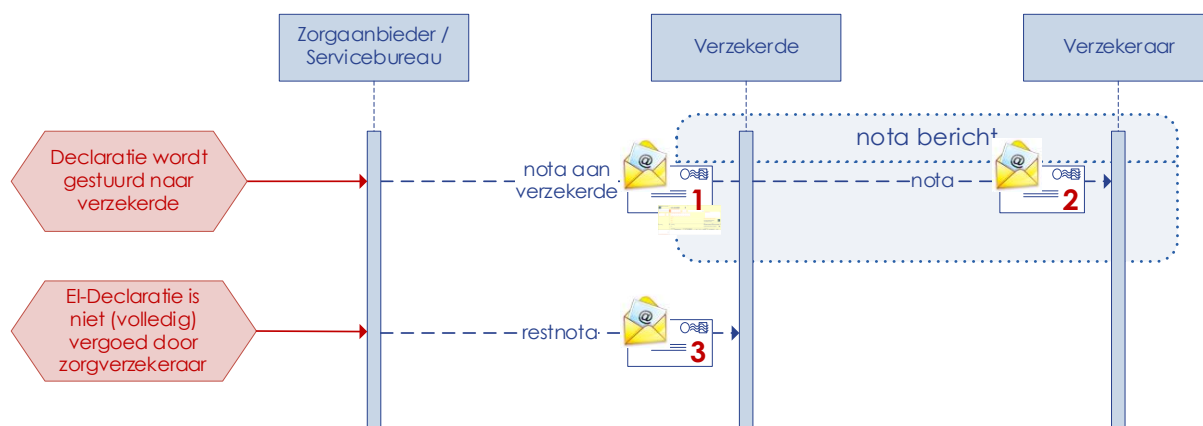 Zorgaanbieder /
Servicebureau
Verzekerde
Verzekeraar
nota bericht
Declaratie wordt
gestuurd naar
verzekerde
nota aan
verzekerde
@
1
nota
@
2
EI-Declaratie is
niet (volledig)
vergoed door
zorgverzekeraar
restnota
@
3